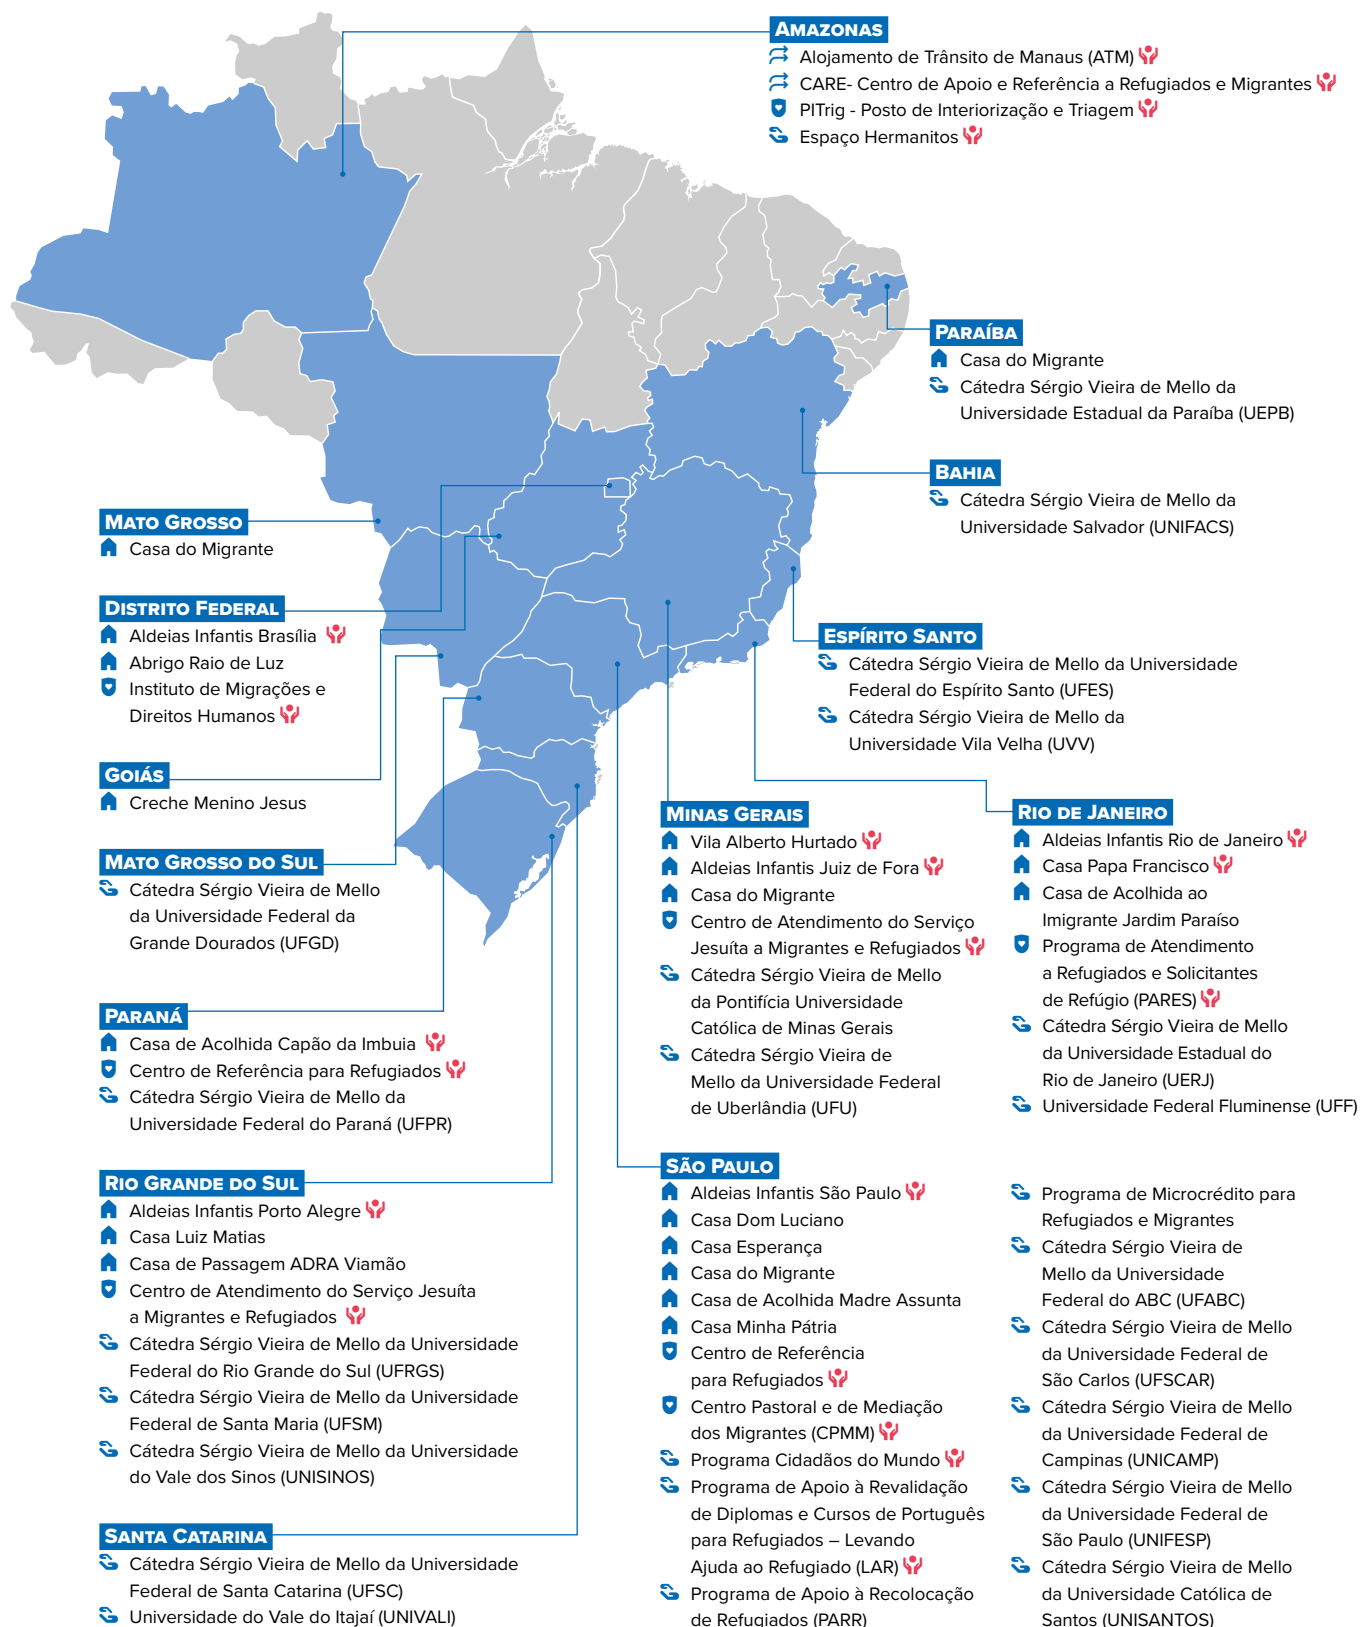 AMAZONAS
Alojamento de Trânsito de Manaus (ATM)
CARE- Centro de Apoio e Referência a Refugiados e Migrantes
PITrig - Posto de Interiorização e Triagem
Espaço Hermanitos
PARAÍBA
Casa do Migrante
Cátedra Sérgio Vieira de Mello da
Universidade Estadual da Paraíba (UEPB)
BAHIA
Cátedra Sérgio Vieira de Mello da
Universidade Salvador (UNIFACS)
MATO GROSSO
Casa do Migrante
DISTRITO FEDERAL
Aldeias Infantis Brasília
Abrigo Raio de Luz
Instituto de Migrações e
Direitos Humanos
GOIÁS
Creche Menino Jesus
MATO GROSSO DO SUL
Cátedra Sérgio Vieira de Mello
da Universidade Federal da
Grande Dourados (UFGD)
PARANÁ
Casa de Acolhida Capão da Imbuia
Centro de Referência para Refugiados
Cátedra Sérgio Vieira de Mello da
Universidade Federal do Paraná (UFPR)
RIO GRANDE DO SUL
Aldeias Infantis Porto Alegre
Casa Luiz Matias
Casa de Passagem ADRA Viamão
Centro de Atendimento do Serviço Jesuíta
a Migrantes e Refugiados
Cátedra Sérgio Vieira de Mello da Universidade
Federal do Rio Grande do Sul (UFRGS)
Cátedra Sérgio Vieira de Mello da Universidade
Federal de Santa Maria (UFSM)
Cátedra Sérgio Vieira de Mello da Universidade
do Vale dos Sinos (UNISINOS)
SANTA CATARINA
Cátedra Sérgio Vieira de Mello da Universidade
Federal de Santa Catarina (UFSC)
Universidade do Vale do Itajaí (UNIVALI)
ESPÍRITO SANTO
Cátedra Sérgio Vieira de Mello da Universidade
Federal do Espírito Santo (UFES)
Cátedra Sérgio Vieira de Mello da
Universidade Vila Velha (UVV)
MINAS GERAIS
Vila Alberto Hurtado
Aldeias Infantis Juiz de Fora
Casa do Migrante
Centro de Atendimento do Serviço
Jesuíta a Migrantes e Refugiados
Cátedra Sérgio Vieira de Mello
da Pontifícia Universidade
Católica de Minas Gerais
Cátedra Sérgio Vieira de
Mello da Universidade Federal
de Uberlândia (UFU)
RIO DE JANEIRO
Aldeias Infantis Rio de Janeiro
Casa Papa Francisco
Casa de Acolhida ao
Imigrante Jardim Paraíso
Programa de Atendimento
a Refugiados e Solicitantes
de Refúgio (PARES)
Cátedra Sérgio Vieira de Mello
da Universidade Estadual do
Rio de Janeiro (UERJ)
Universidade Federal Fluminense (UFF)
SÃO PAULO
Aldeias Infantis São Paulo
Casa Dom Luciano
Casa Esperança
Casa do Migrante
Casa de Acolhida Madre Assunta
Casa Minha Pátria
Centro de Referência
para Refugiados
Centro Pastoral e de Mediação
dos Migrantes (CPMM)
Programa Cidadãos do Mundo
Programa de Apoio à Revalidação
de Diplomas e Cursos de Português
para Refugiados – Levando
Ajuda ao Refugiado (LAR)
Programa de Apoio à Recolocação
de Refugiados (PARR)
Programa de Microcrédito para
Refugiados e Migrantes
Cátedra Sérgio Vieira de
Mello da Universidade
Federal do ABC (UFABC)
Cátedra Sérgio Vieira de Mello
da Universidade Federal de
São Carlos (UFSCAR)
Cátedra Sérgio Vieira de Mello
da Universidade Federal de
Campinas (UNICAMP)
Cátedra Sérgio Vieira de Mello
da Universidade Federal de
São Paulo (UNIFESP)
Cátedra Sérgio Vieira de Mello
da Universidade Católica de
Santos (UNISANTOS)